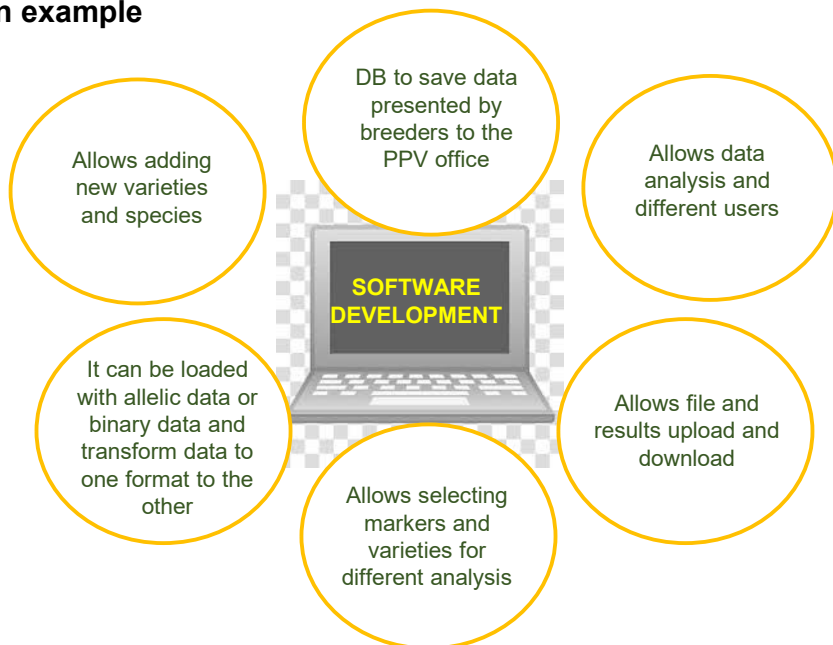 n example
DB to save data
presented by
breeders to the
PPV office
Allows adding
new varieties
and species
Allows data
analysis and
different users
SOFTWARE
DEVELOPMENT
It can be loaded
with allelic data or
binary data and
transform data to
one format to the
other
Allows file and
results upload and
download
Allows selecting
markers and
varieties for
different analysis